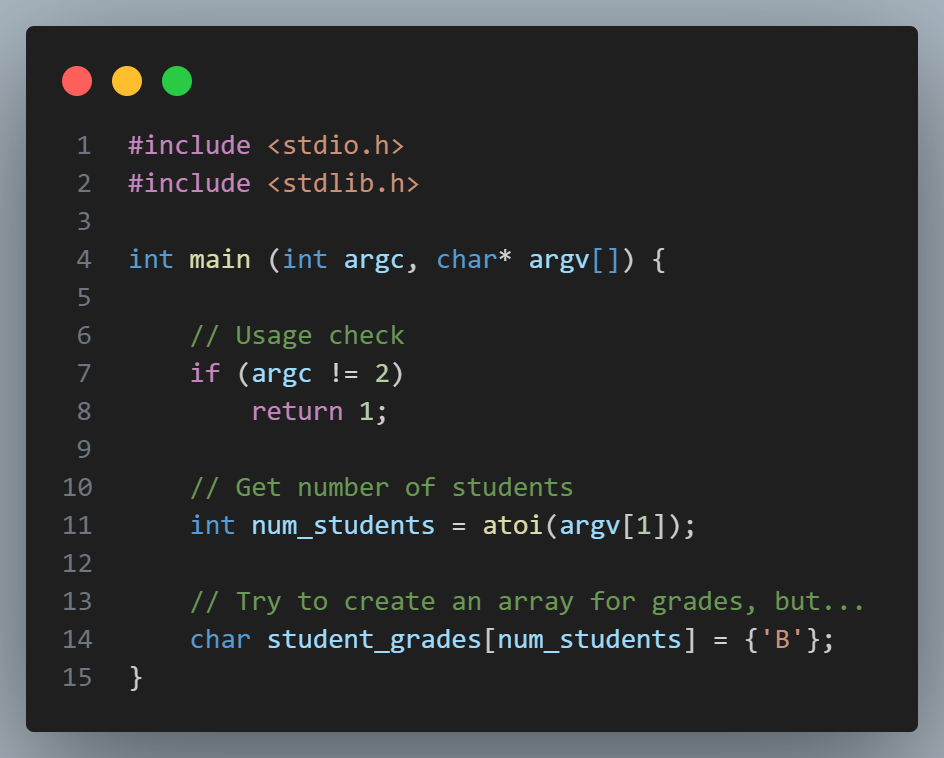 1 #include <stdio.h>
2 #include <stdlib.h>
3
4 int main (int argc, char* argv[]) {
5
6     // Usage check
7     if (argc != 2)
8         return 1;
9
10     // Get number of students
11     int num_students = atoi(argv[1]);
12
13     // Try to create an array for grades, but...
14     char student_grades[num_students] = {'B'};
15 }